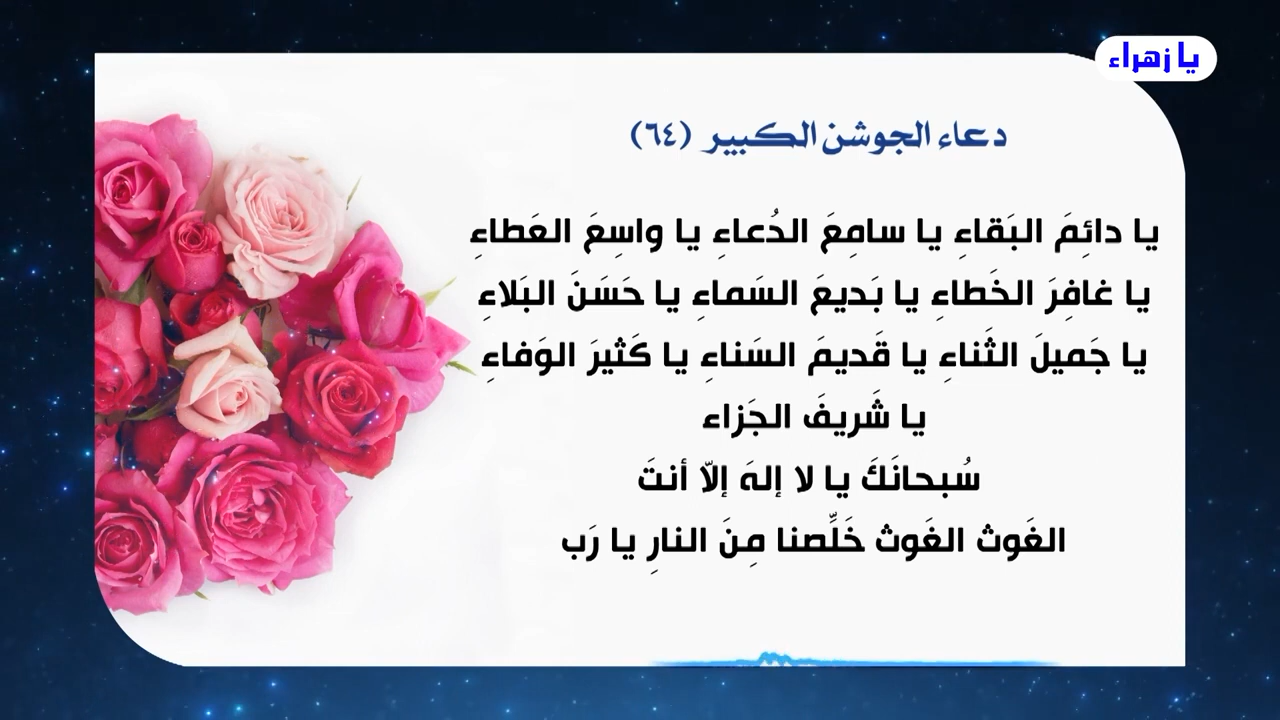 يا زهراء
دعاء الجوشن الكبير (٦٤)
يا دائِمَ البَقاءِ يا سامِعَ الدُعاءِ يا واسِعَ العَطاءِ
يا غافِرَ الخَطاءِ يا بَديعَ السَماءِ يا حَسَنَ البَلاءِ
يا جَميلَ الثَناءِ يا قَديمَ السَناءِ يا كَثيرَ الوَفاءِ
يا شَريفَ الجَزاء
سُبحانَكَ يا لا إلهَ إلّا أنتَ
الغَوث الغَوث خَلِّصنا مِنَ النارِ يا رَب